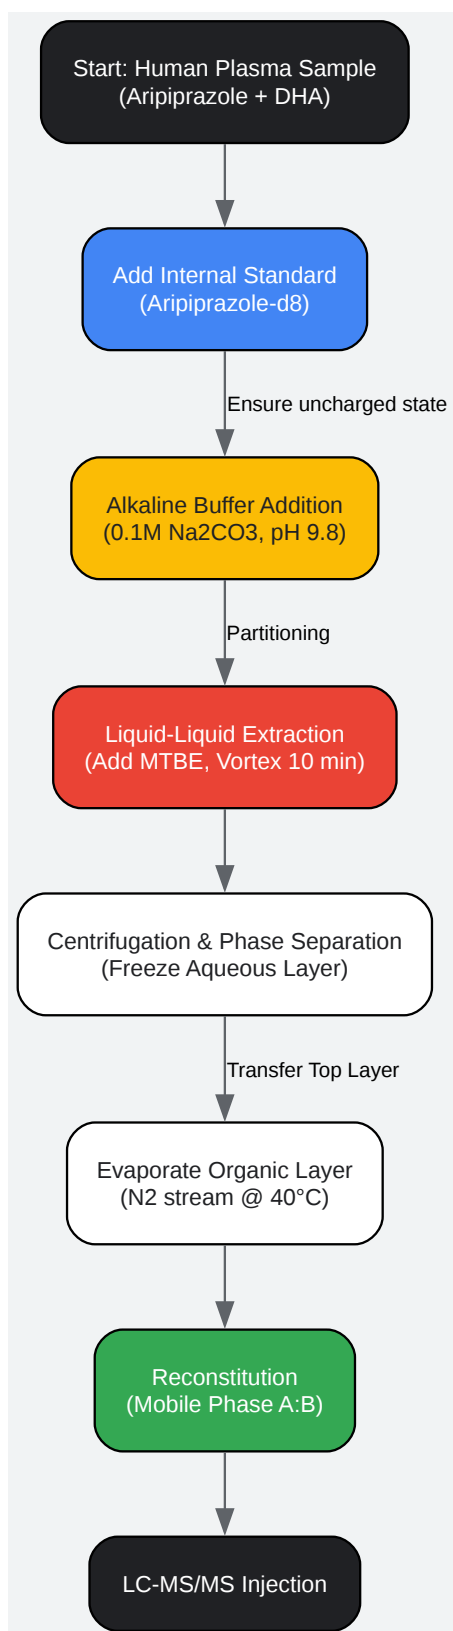 Start: Human Plasma Sample
(Aripiprazole + DHA)
Add Internal Standard
(Aripiprazole-d8)
Ensure uncharged state
Alkaline Buffer Addition
(0.1M Na2CO3, pH 9.8)
Partitioning
Liquid-Liquid Extraction
(Add MTBE, Vortex 10 min)
Centrifugation & Phase Separation
(Freeze Aqueous Layer)
Transfer Top Layer
Evaporate Organic Layer
(N2 stream @ 40°C)
Reconstitution
(Mobile Phase A:B)
LC-MS/MS Injection